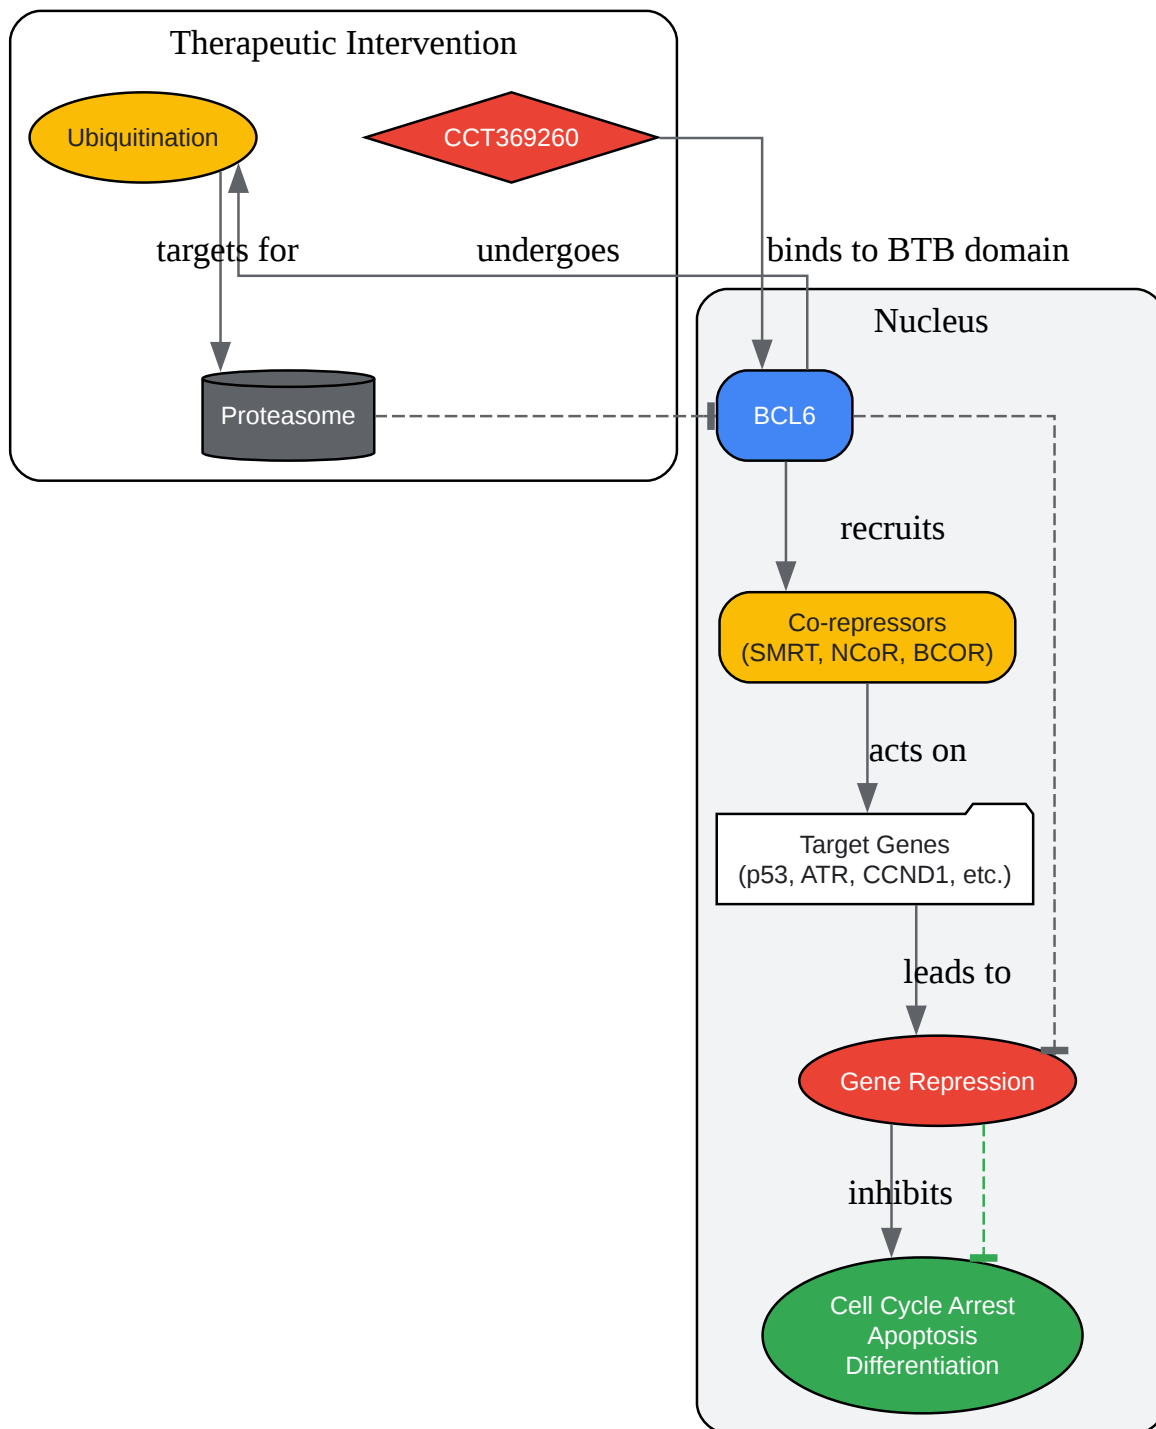 Therapeutic Intervention
Ubiquitination
CCT369260
targets for
undergoes
binds to BTB domain
Nucleus
Proteasome
BCL6
recruits
Co-repressors
(SMRT, NCoR, BCOR)
acts on
Target Genes
(p53, ATR, CCND1, etc.)
leads to
Gene Repression
inhibits
Cell Cycle Arrest
Apoptosis
Differentiation